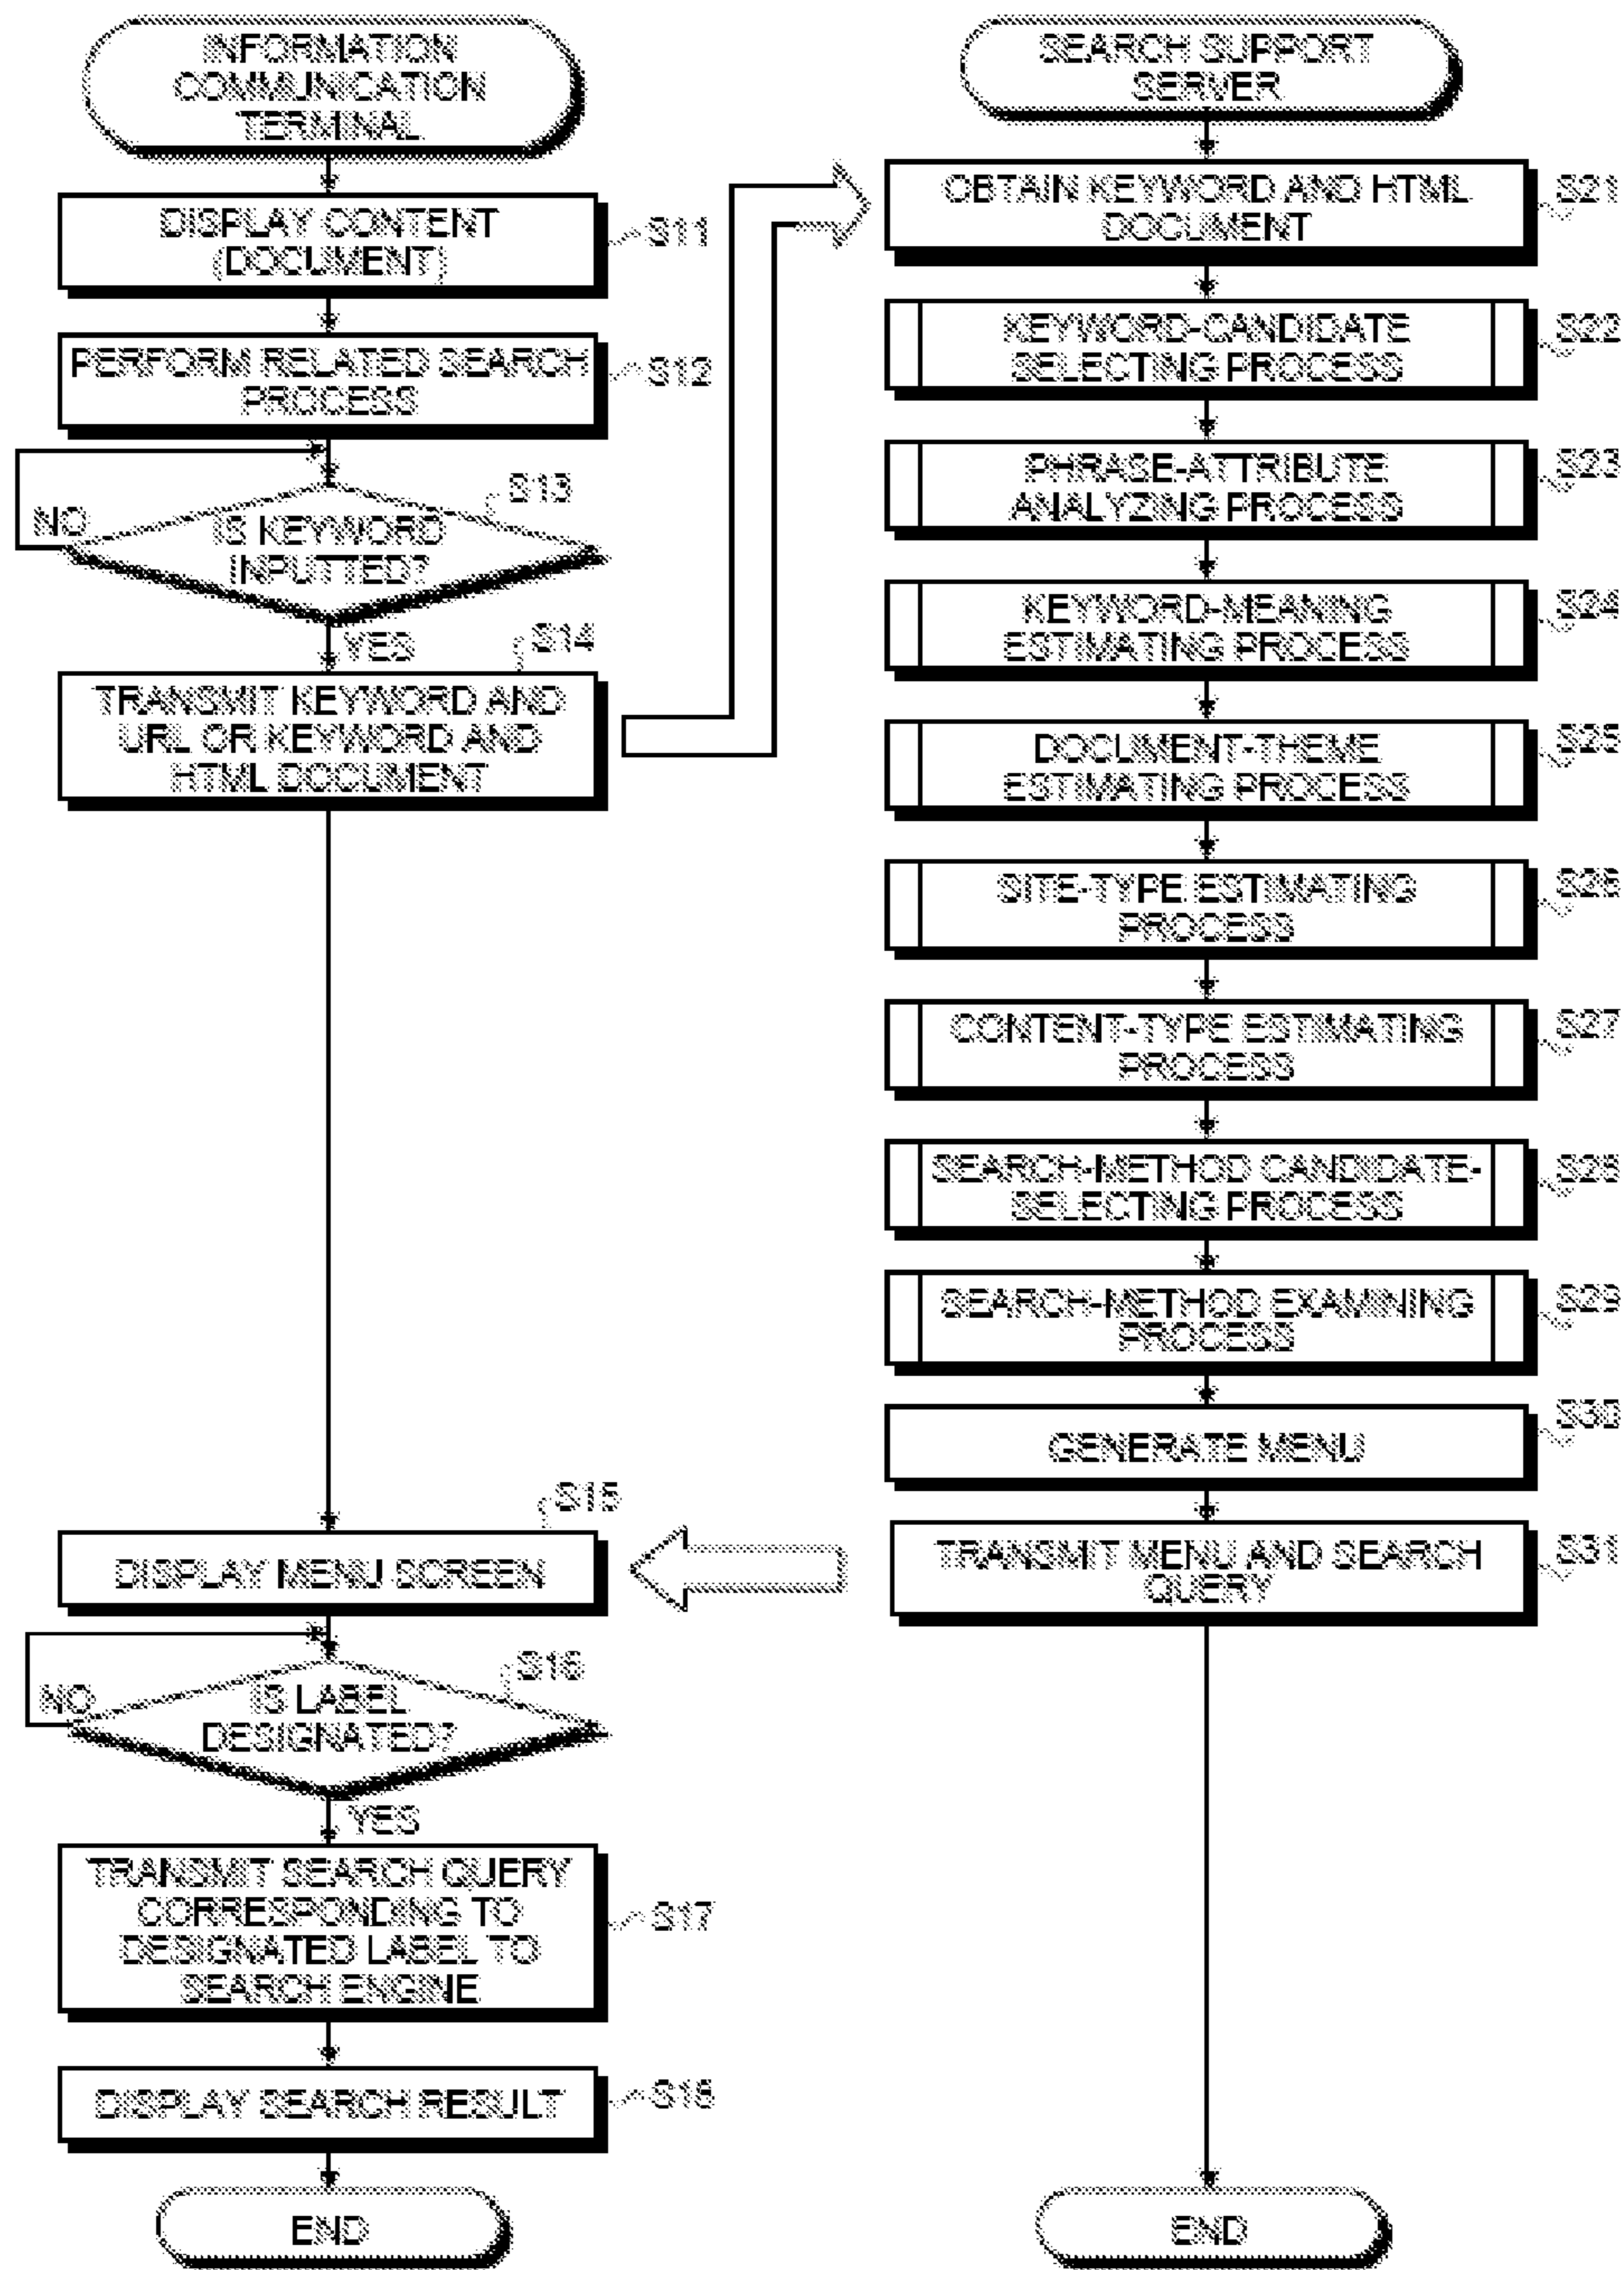 INFORMATION
COMMUNICATION
TERMINAL
DISPLAY CONTENT
(DOCUMENT)
S11
PERFORM RELATED SEARCH
PROCESS
S12
S13
NO
IS KEYWORD
INPUTTED?
YES
S14
TRANSMIT KEYWORD AND
URL OR KEYWORD AND
HTML DOCUMENT
S15
DISPLAY MENU SCREEN
S16
NO
IS LABEL
DESIGNATED?
YES
TRANSMIT SEARCH QUERY
CORRESPONDING TO
DESIGNATED LABEL TO
SEARCH ENGINE
S17
DISPLAY SEARCH RESULT
S18
END
SEARCH SUPPORT
SERVER
OBTAIN KEYWORD AND HTML
DOCUMENT
S21
KEYWORD-CANDIDATE
SELECTING PROCESS
S22
PHRASE-ATTRIBUTE
ANALYZING PROCESS
S23
KEYWORD-MEANING
ESTIMATING PROCESS
S24
DOCUMENT-THEME
ESTIMATING PROCESS
S25
SITE-TYPE ESTIMATING
PROCESS
S26
CONTENT-TYPE ESTIMATING
PROCESS
S27
SEARCH-METHOD CANDIDATE-
SELECTING PROCESS
S28
SEARCH-METHOD EXAMINING
PROCESS
S29
GENERATE MENU
S30
TRANSMIT MENU AND SEARCH
QUERY
S31
END